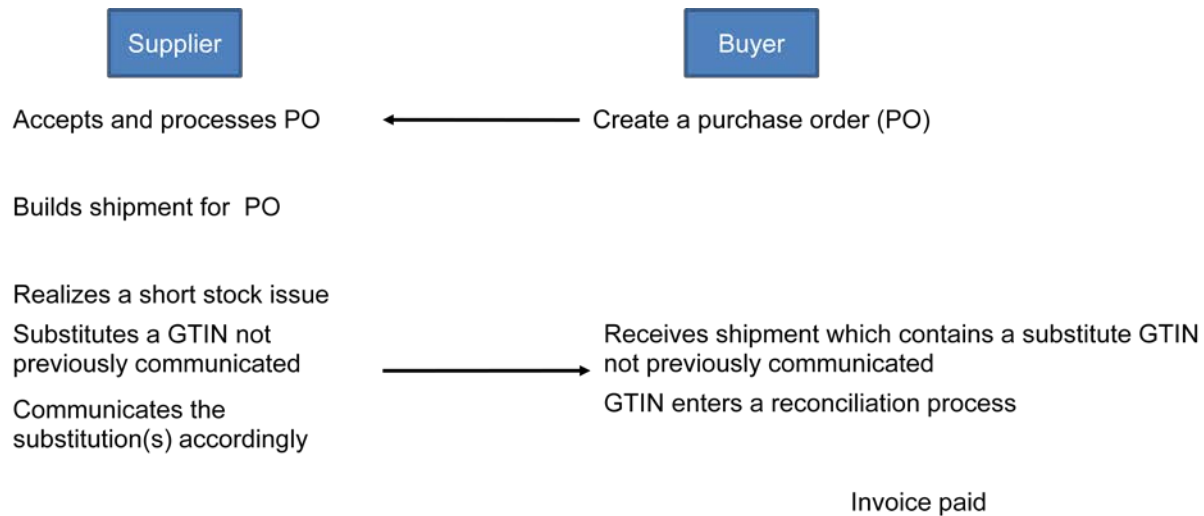 Supplier
Buyer
Accepts and processes PO
Create a purchase order (PO)
Builds shipment for PO
Realizes a short stock issue
Substitutes a GTIN not
previously communicated
Receives shipment which contains a substitute GTIN
not previously communicated
Communicates the
substitution(s) accordingly
GTIN enters a reconciliation process
Invoice paid